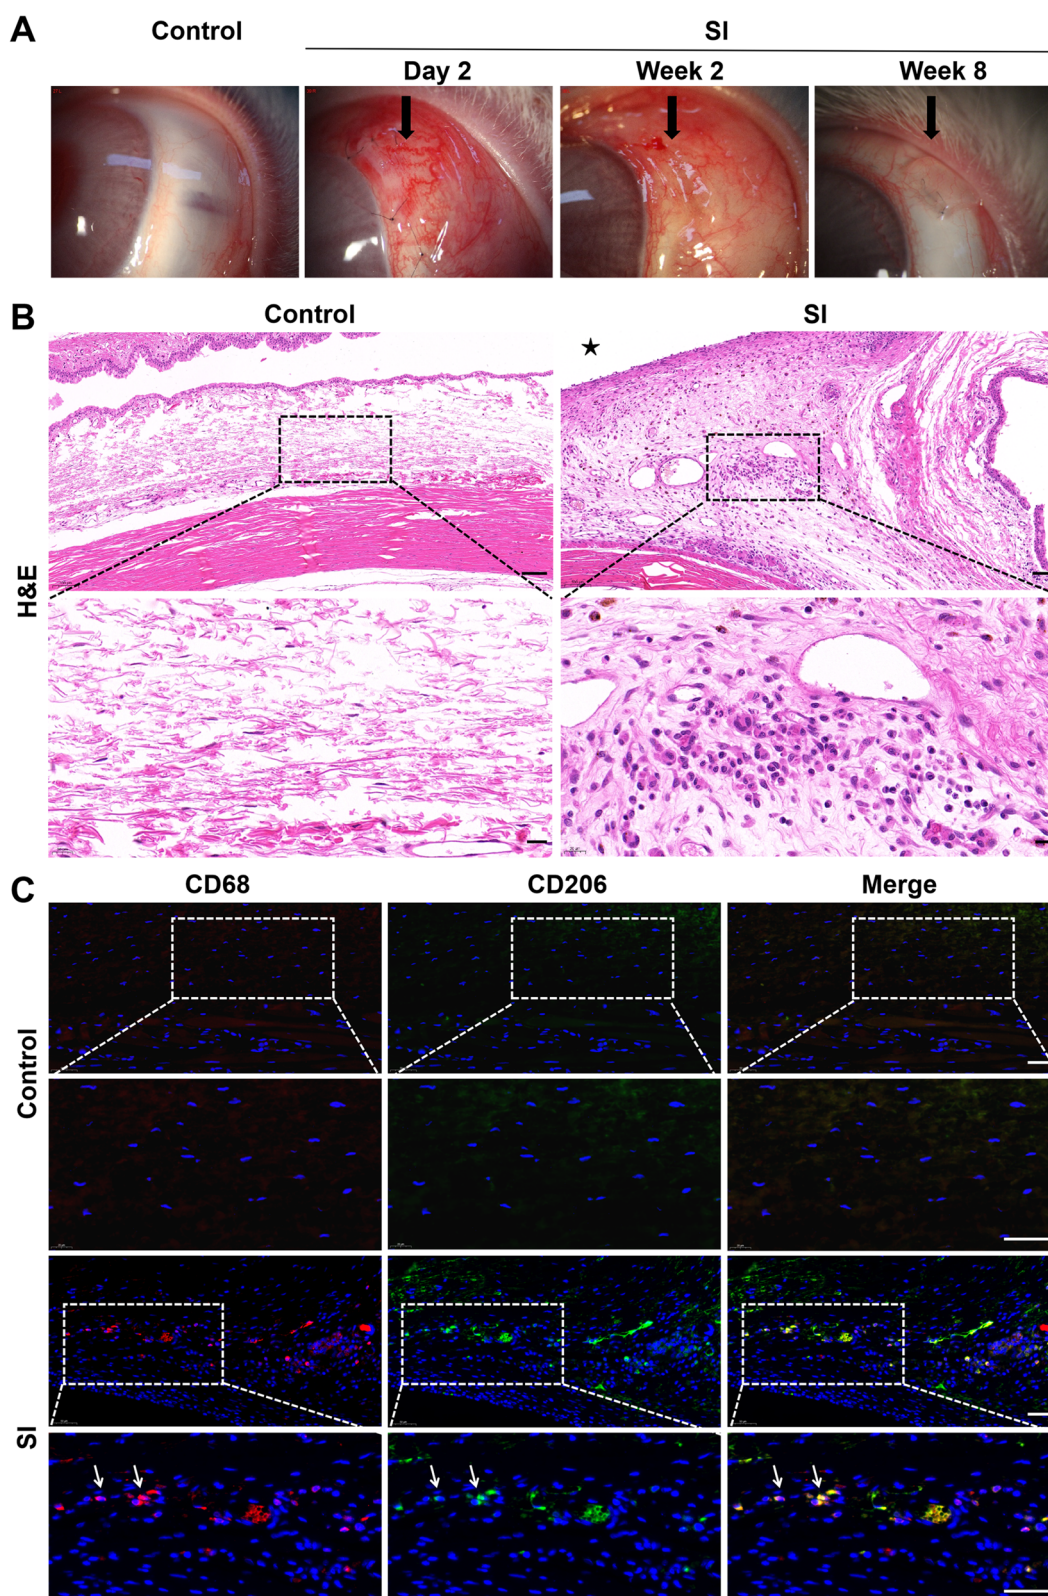 A
Control
SI
Day 2
Week 2
Week 8
B
Control
SI
H&E
C
CD68
CD206
Merge
Control
SI